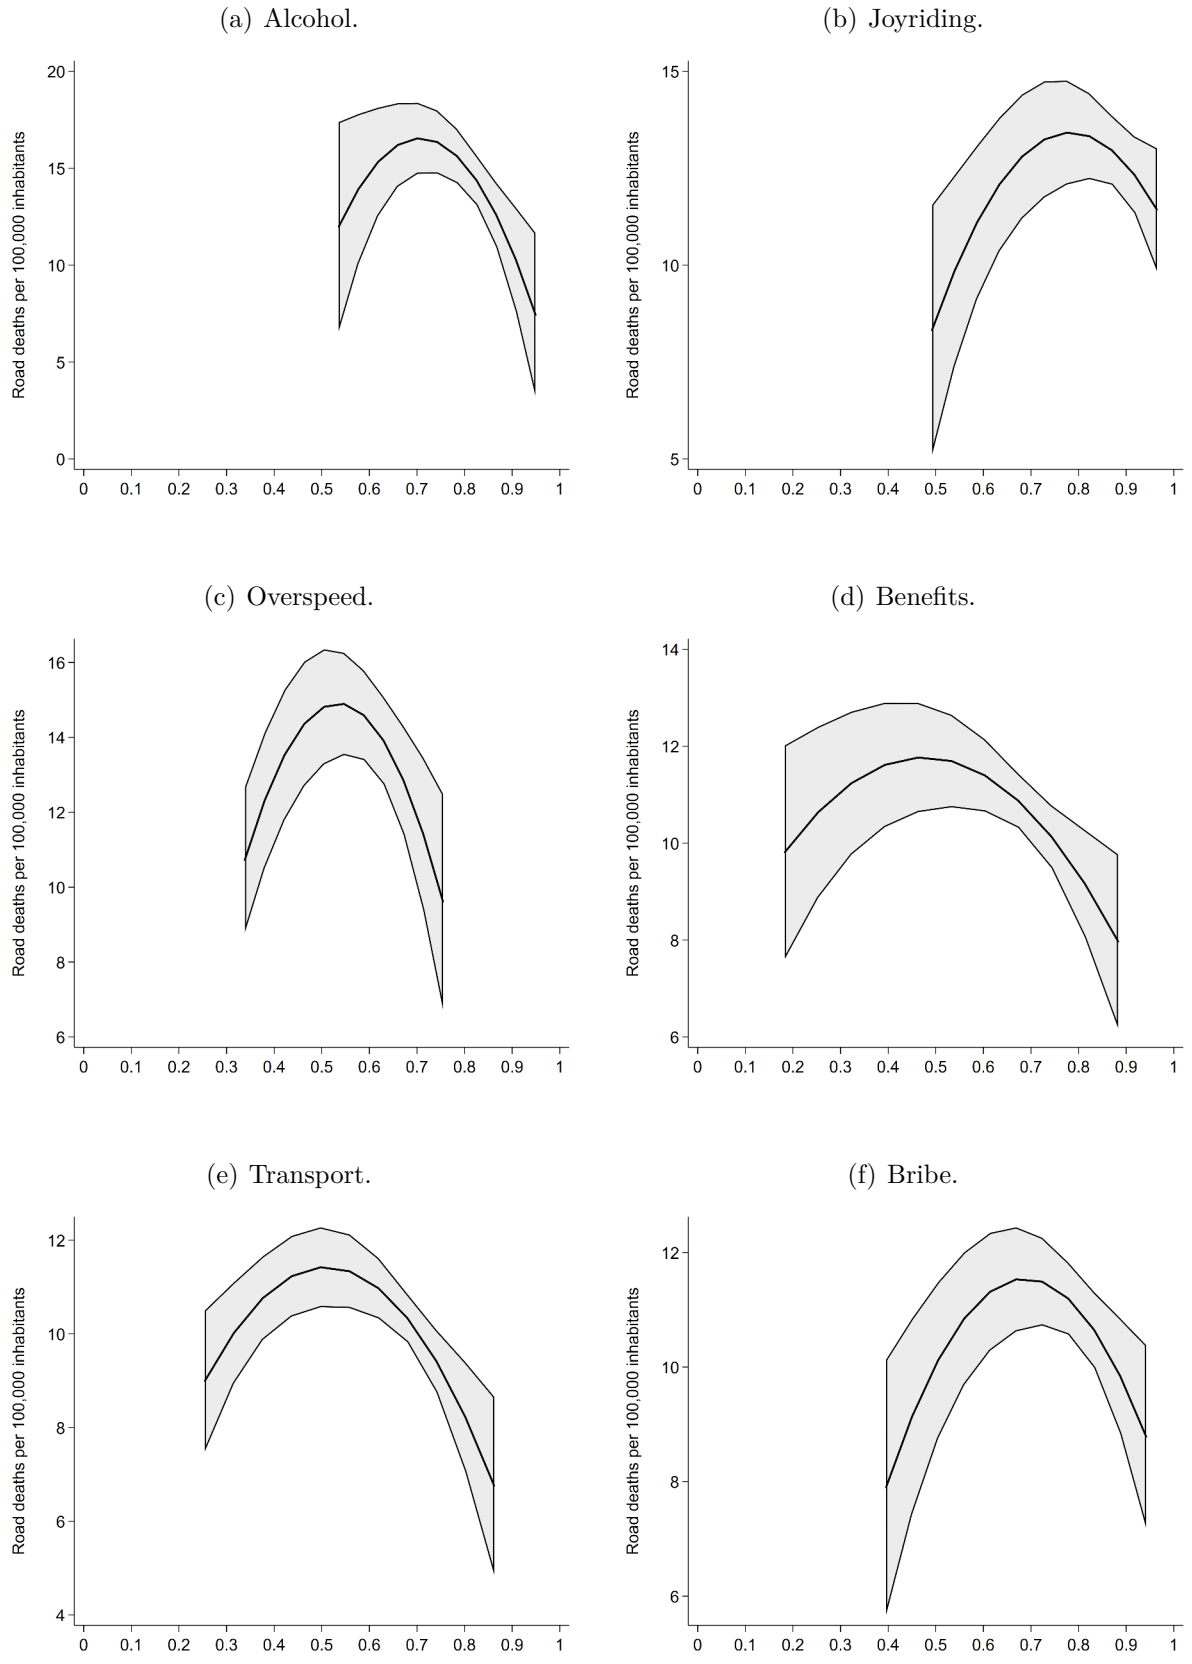 (a) Alcohol.
Road deaths per 100,000 inhabitants
20
15
10
5
0
0 0.1 0.2 0.3 0.4 0.5 0.6 0.7 0.8 0.9 1
(b) Joyriding.
Road deaths per 100,000 inhabitants
15
10
5
0 0.1 0.2 0.3 0.4 0.5 0.6 0.7 0.8 0.9 1
(c) Overspeed.
Road deaths per 100,000 inhabitants
16
14
12
10
8
6
0 0.1 0.2 0.3 0.4 0.5 0.6 0.7 0.8 0.9 1
(d) Benefits.
Road deaths per 100,000 inhabitants
14
12
10
8
6
0 0.1 0.2 0.3 0.4 0.5 0.6 0.7 0.8 0.9 1
(e) Transport.
Road deaths per 100,000 inhabitants
12
10
8
6
4
0 0.1 0.2 0.3 0.4 0.5 0.6 0.7 0.8 0.9 1
(f) Bribe.
Road deaths per 100,000 inhabitants
12
10
8
6
0 0.1 0.2 0.3 0.4 0.5 0.6 0.7 0.8 0.9 1